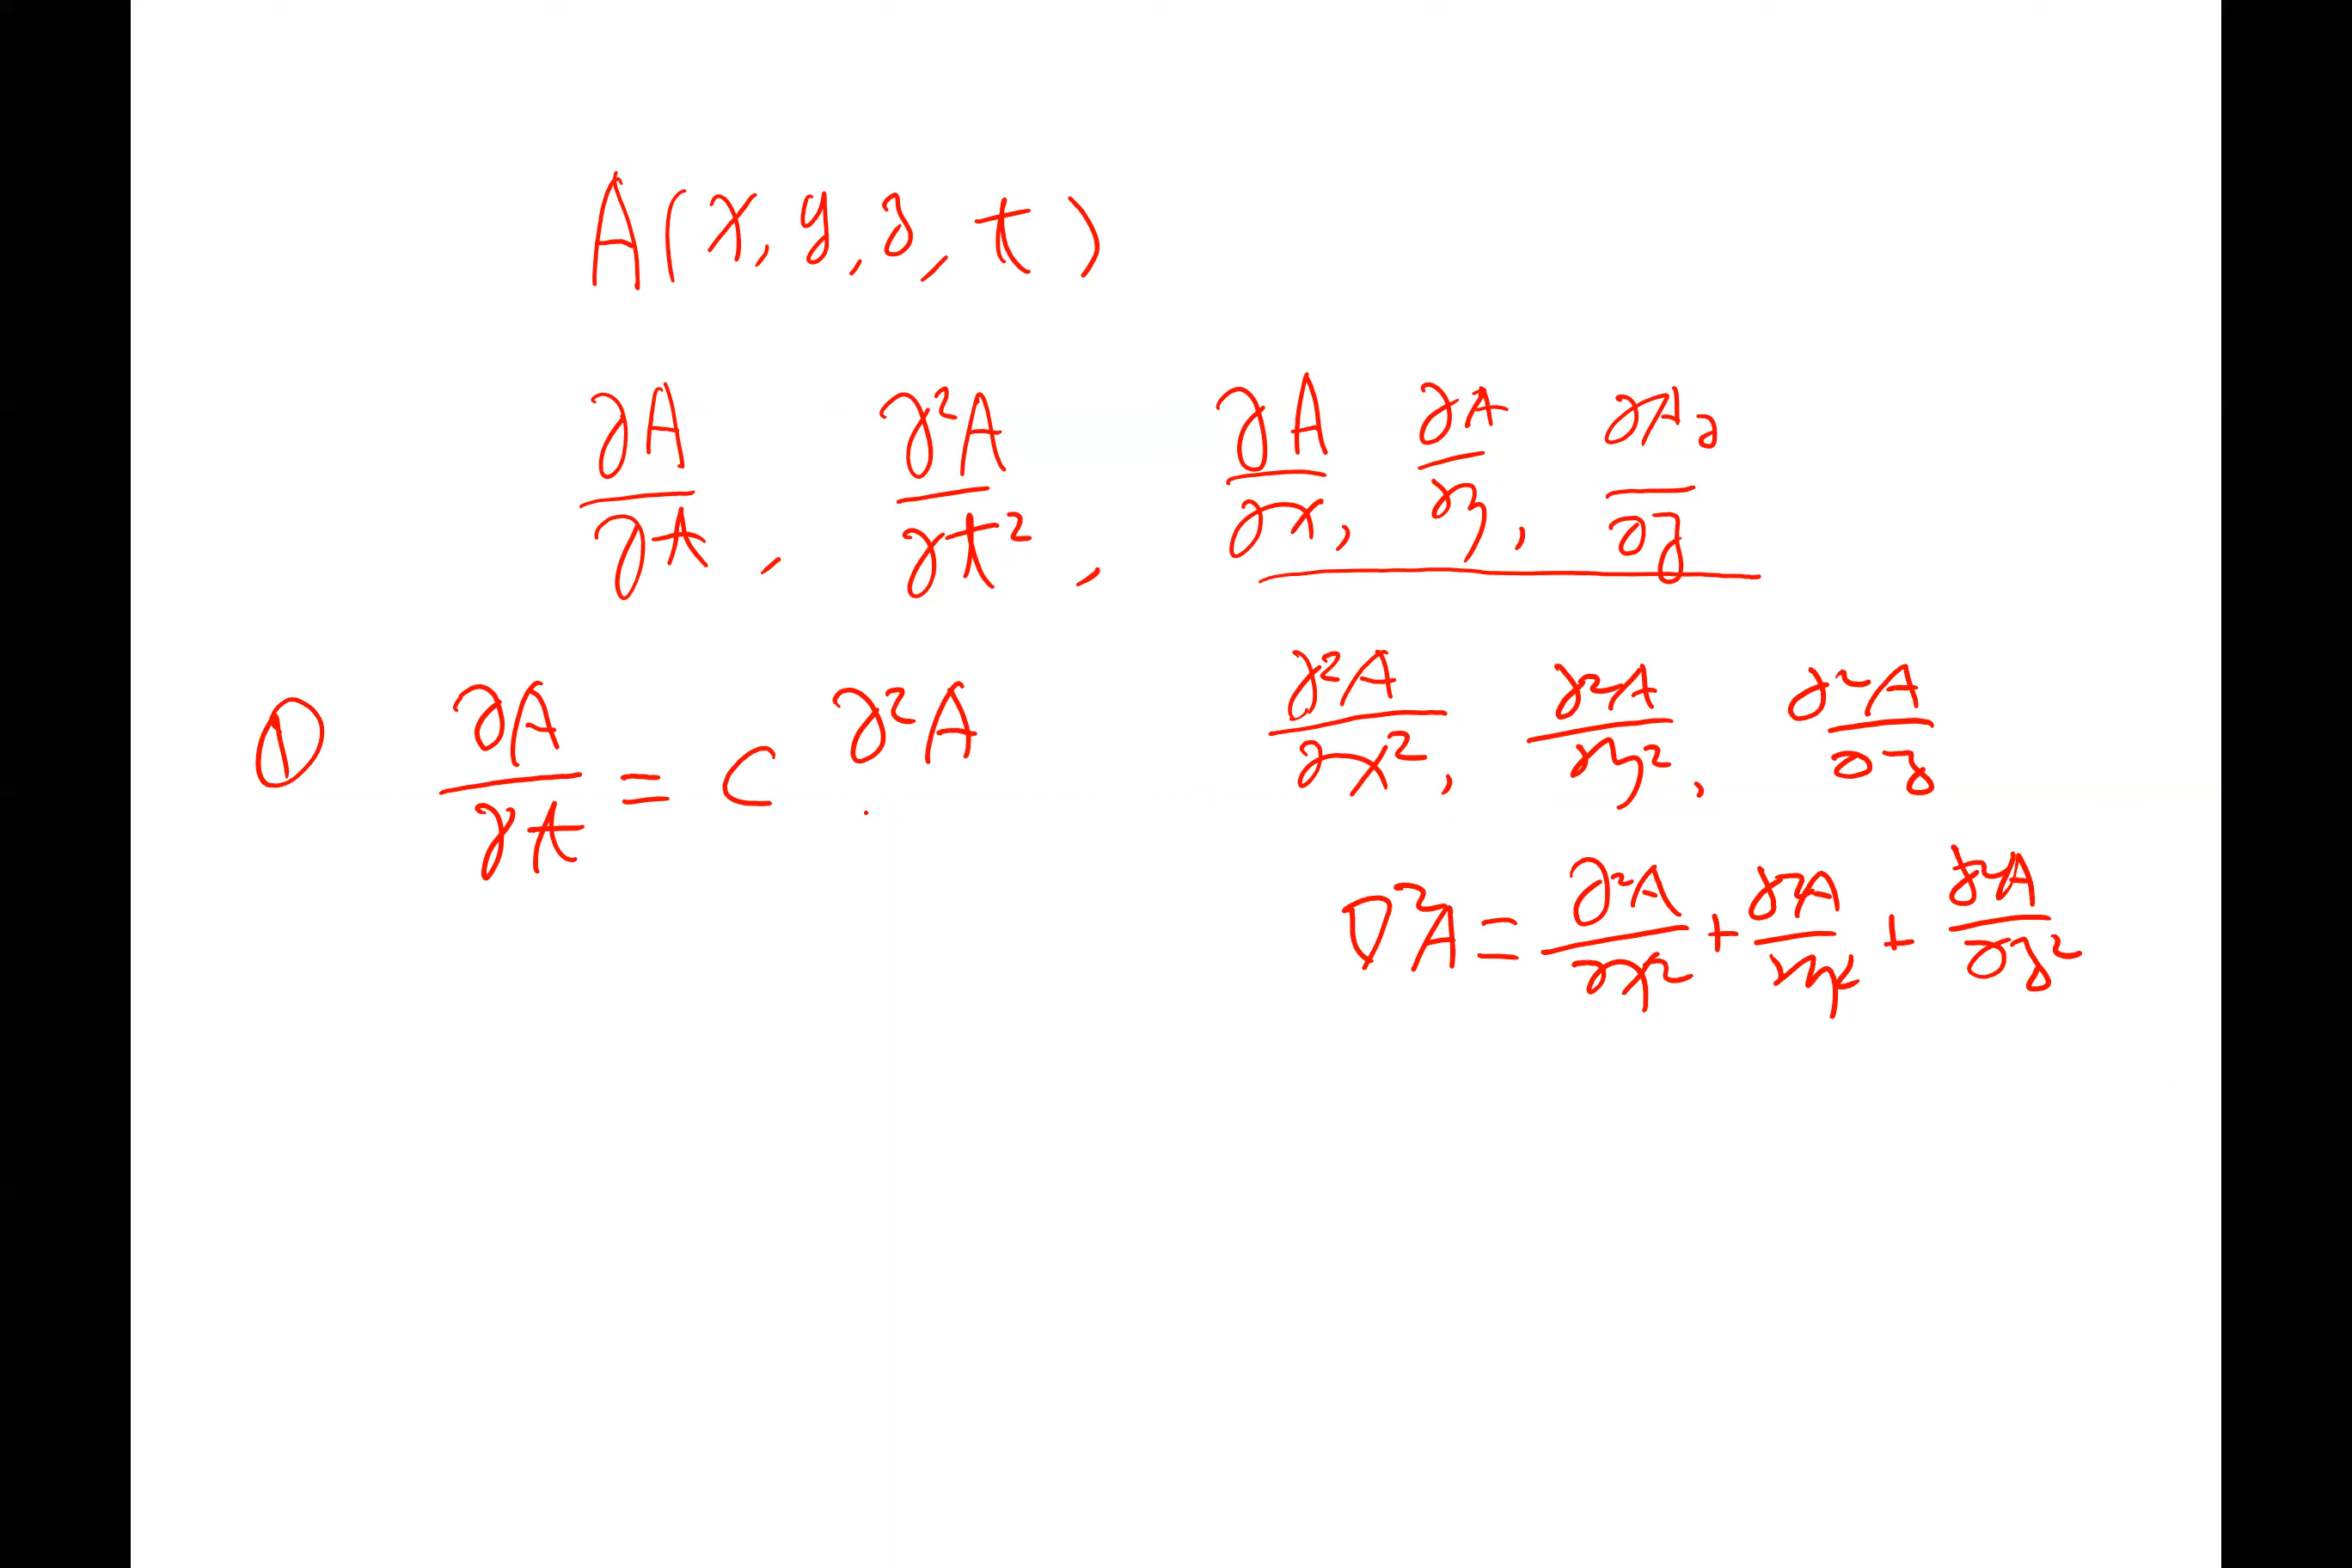 A(x, y, z, t)
∂A/∂t, ∂²A/∂t², ∂A/∂x, ∂A/∂y, ∂A/∂z
① ∂A/∂t = C ∂²A
∂²A/∂x², ∂²A/∂y², ∂²A/∂z
∇²A = ∂²A/∂x² + ∂²A/∂y² + ∂²A/∂z²